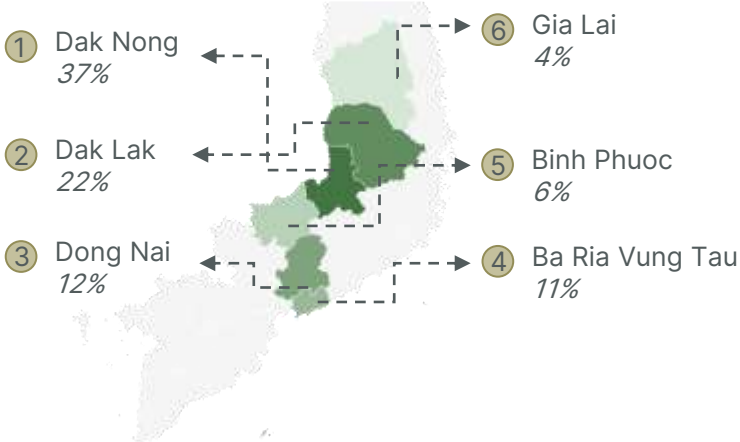 1 Dak Nong
37%
2 Dak Lak
22%
3 Dong Nai
12%
6 Gia Lai
4%
5 Binh Phuoc
6%
4 Ba Ria Vung Tau
11%